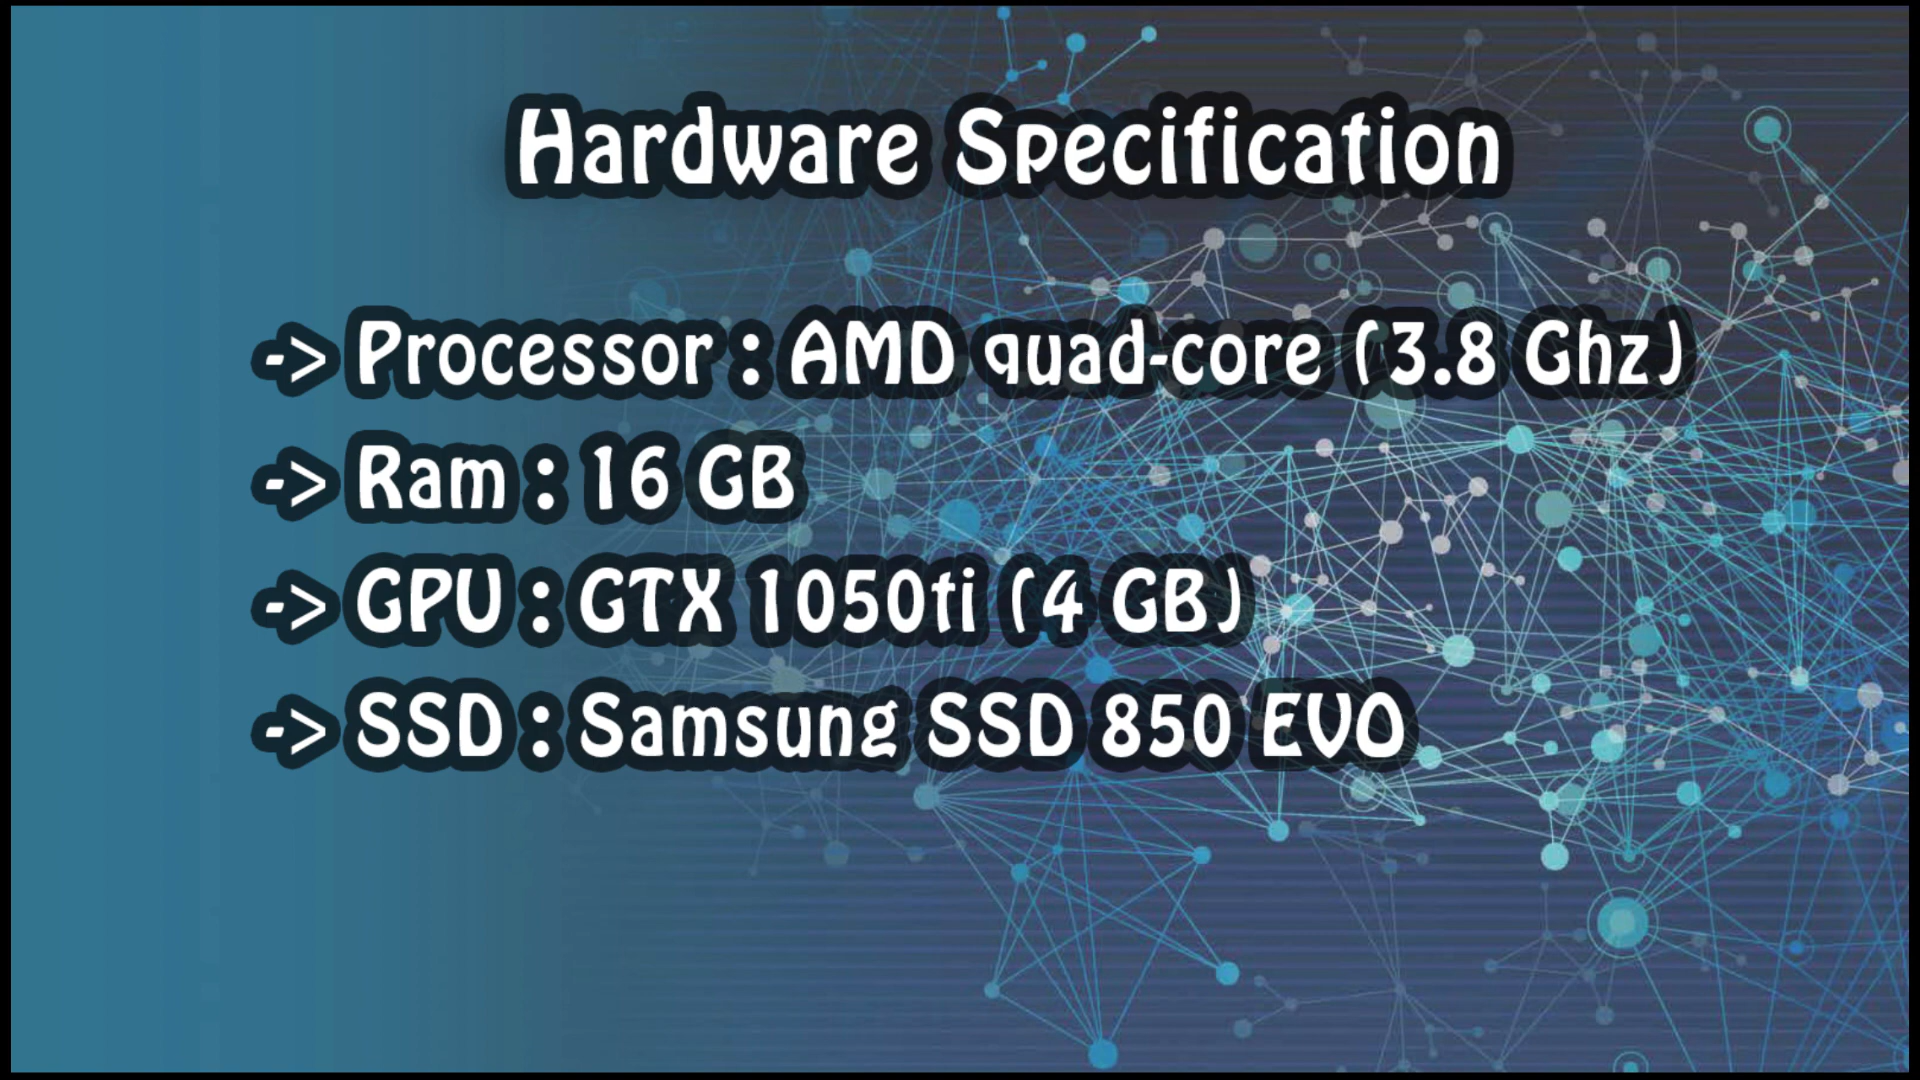 Hardware Specification
-> Processor : AMD quad-core (3.8 Ghz)
-> Ram : 16 GB
-> GPU : GTX 1050ti (4 GB)
-> SSD : Samsung SSD 850 EVO